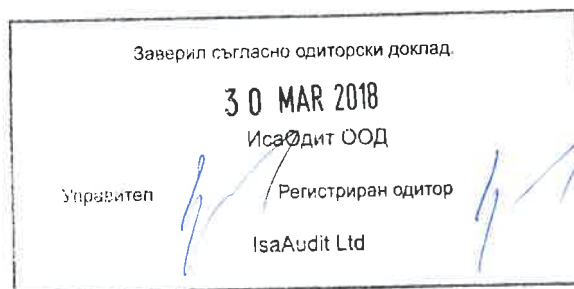 Заверил съгласно одиторски доклад.
30 MAR 2018
ИсаОдит ООД
Управител Регистриран одитор
IsaAudit Ltd